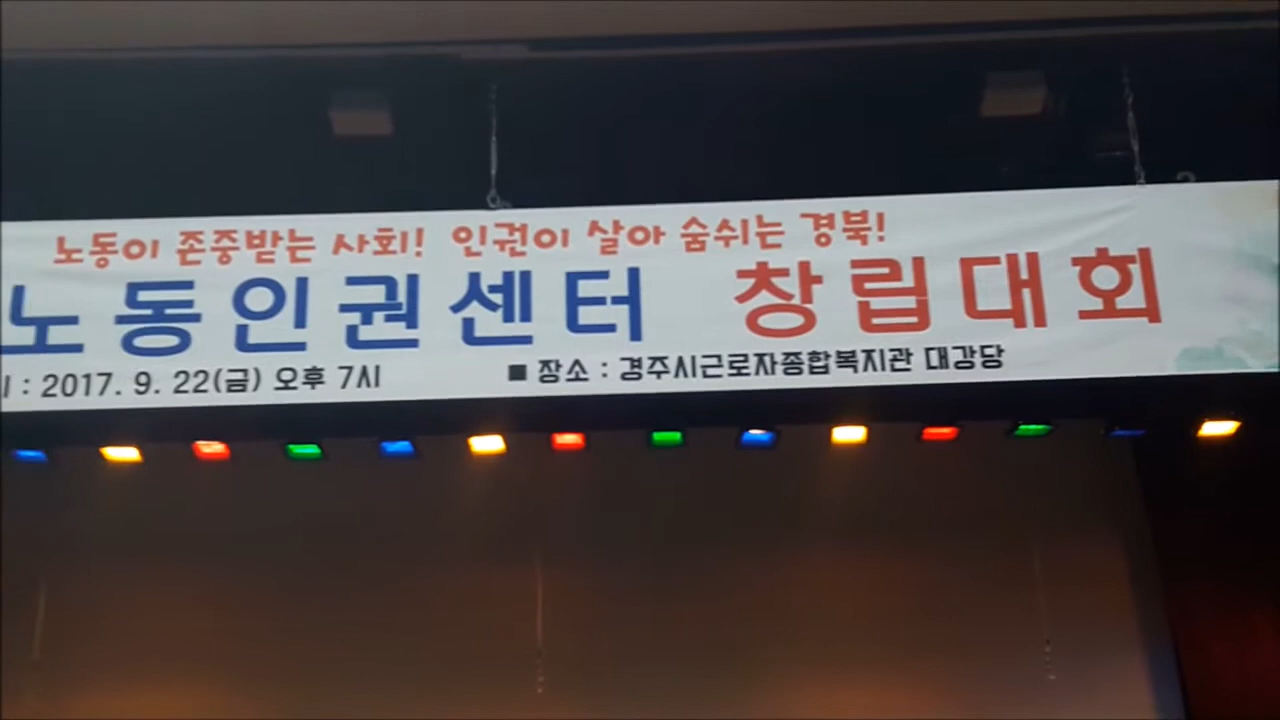 노동이 존중받는 사회! 인권이 살아 숨쉬는 경북!
노동인권센터 창립대회
: 2017. 9. 22(금) 오후 7시 ■ 장소 : 경주시근로자종합복지관 대강당